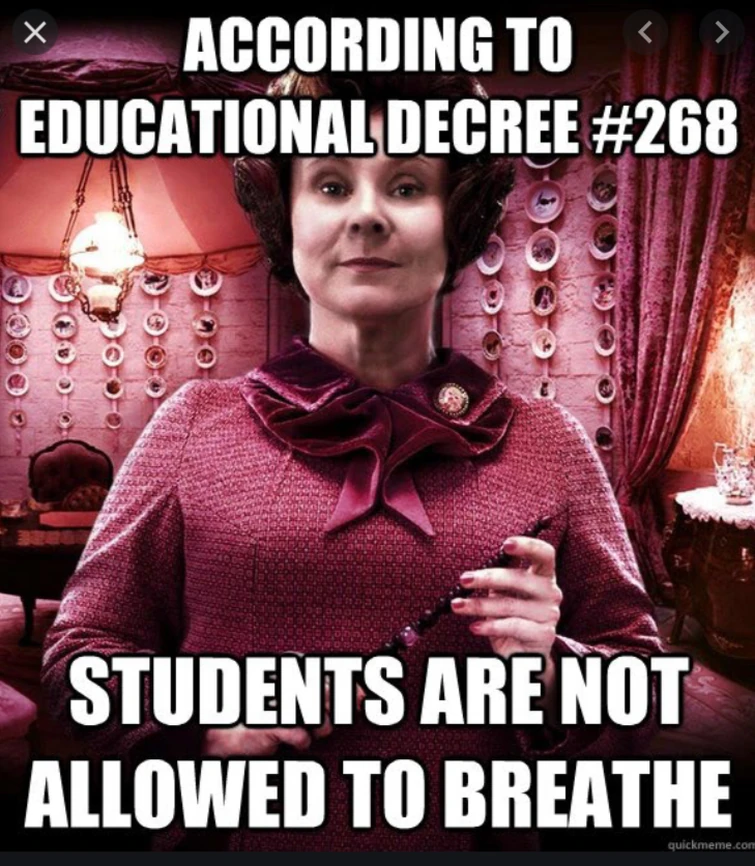 ACCORDING TO
EDUCATIONAL DECREE #268
STUDENTS ARE NOT
ALLOWED TO BREATHE
quickmeme.com